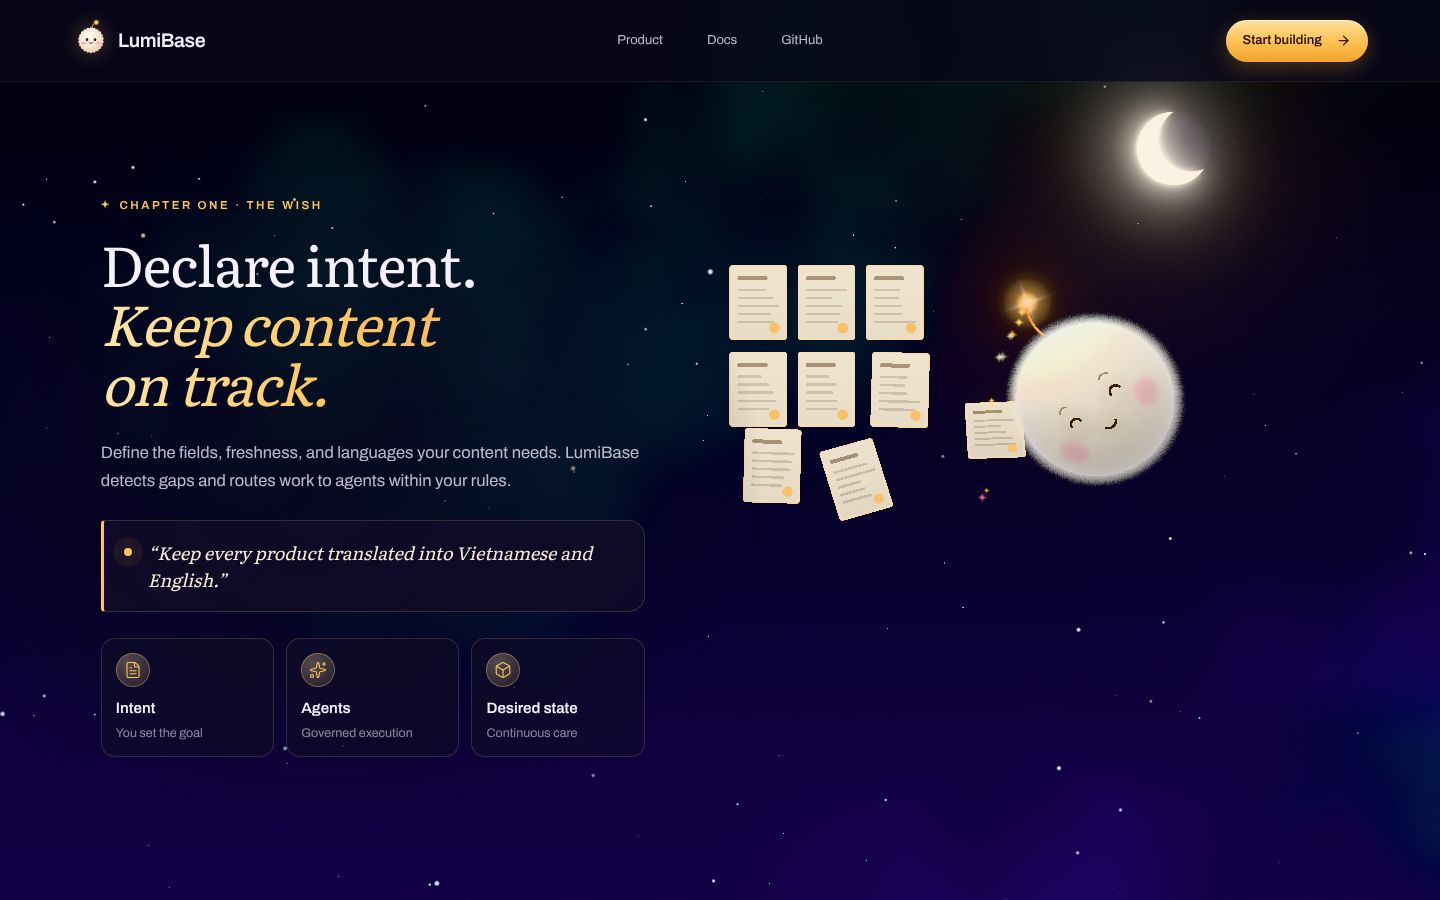 LumiBase
Product
Docs
GitHub
Start building
CHAPTER ONE · THE WISH
Declare intent.
Keep content
on track.
Define the fields, freshness, and languages your content needs. LumiBase
detects gaps and routes work to agents within your rules.
“Keep every product translated into Vietnamese and
English.”
Intent
You set the goal
Agents
Governed execution
Desired state
Continuous care